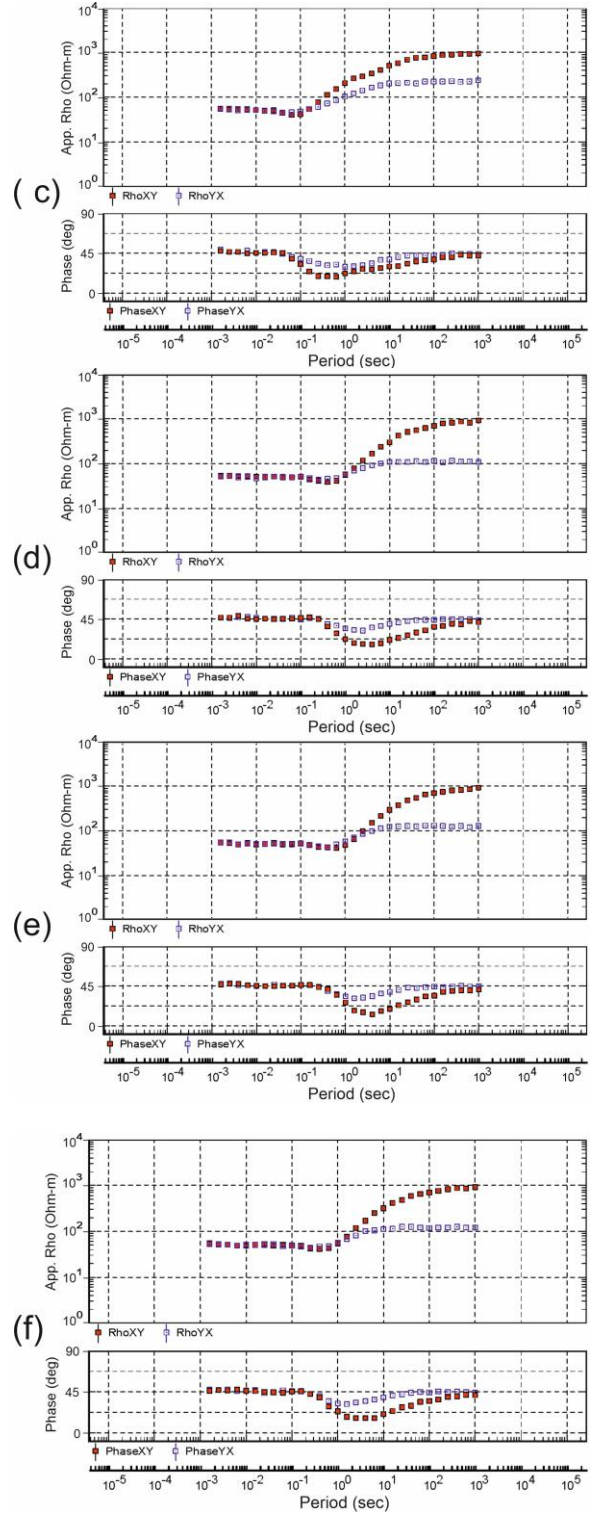 10⁴
10³
10²
10¹
10⁰
App. Rho (Ohm-m)
RhoXY RhoYX
( c)
90
45
0
Phase (deg)
PhaseXY PhaseYX
10⁻⁵ 10⁻⁴ 10⁻³ 10⁻² 10⁻¹ 10⁰ 10¹ 10² 10³ 10⁴ 10⁵
Period (sec)
10⁴
10³
10²
10¹
10⁰
App. Rho (Ohm-m)
RhoXY RhoYX
(d)
90
45
0
Phase (deg)
PhaseXY PhaseYX
10⁻⁵ 10⁻⁴ 10⁻³ 10⁻² 10⁻¹ 10⁰ 10¹ 10² 10³ 10⁴ 10⁵
Period (sec)
10⁴
10³
10²
10¹
10⁰
App. Rho (Ohm-m)
RhoXY RhoYX
(e)
90
45
0
Phase (deg)
PhaseXY PhaseYX
10⁻⁵ 10⁻⁴ 10⁻³ 10⁻² 10⁻¹ 10⁰ 10¹ 10² 10³ 10⁴ 10⁵
Period (sec)
10⁴
10³
10²
10¹
10⁰
App. Rho (Ohm-m)
RhoXY RhoYX
(f)
90
45
0
Phase (deg)
PhaseXY PhaseYX
10⁻⁵ 10⁻⁴ 10⁻³ 10⁻² 10⁻¹ 10⁰ 10¹ 10² 10³ 10⁴ 10⁵
Period (sec)